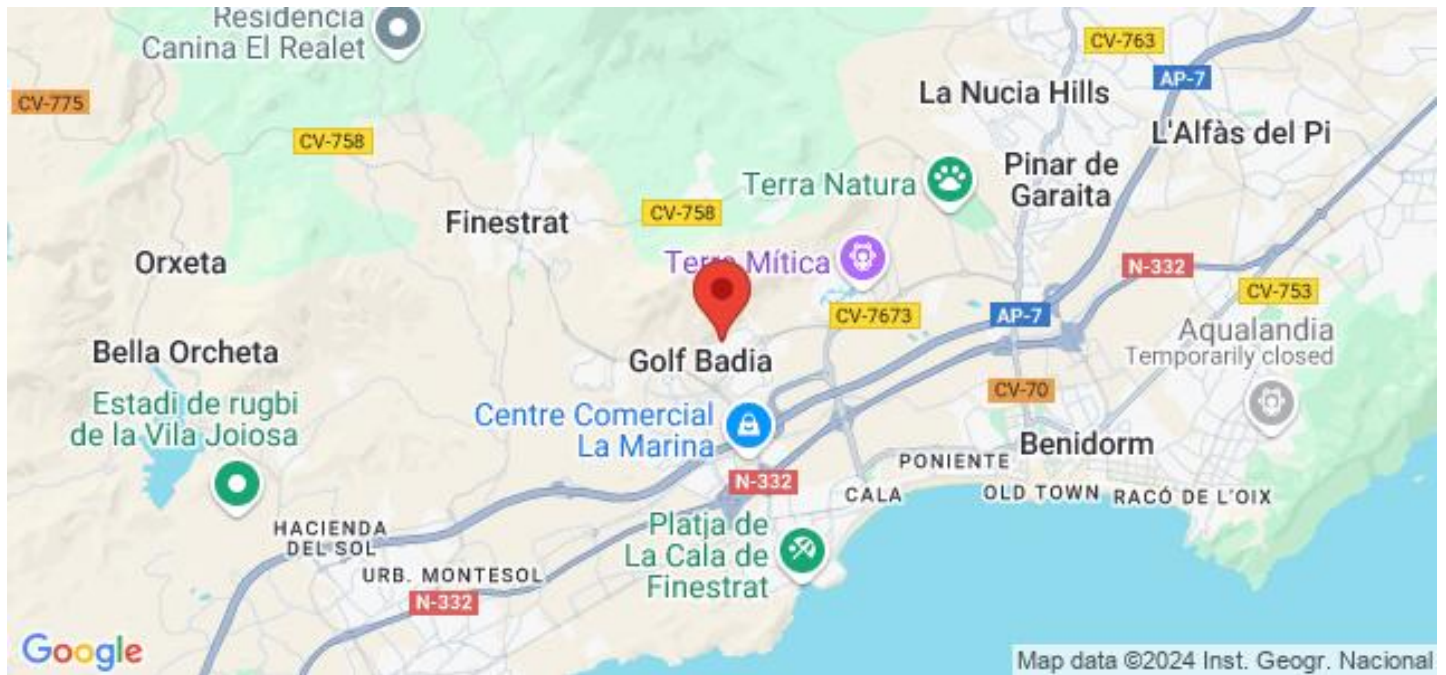 Residencia
Canina El Realet
CV-763
AP-7
CV-775
La Nucia Hills
CV-758
L'Alfàs del Pi
Terra Natura
Pinar de
Garaita
Finestrat
CV-758
Orxeta
Terra Mítica
N-332
CV-753
CV-7673
AP-7
Bella Orcheta
Golf Badia
Aqualandia
Temporarily closed
Estadi de rugbi
de la Vila Joiosa
Centre Comercial
La Marina
CV-70
Benidorm
PONIENTE
N-332
CALA
OLD TOWN
RACÓ DE L'OIX
HACIENDA
DEL SOL
Platja de
La Cala de
Finestrat
URB. MONTESOL
N-332
Google
Map data ©2024 Inst. Geogr. Nacional